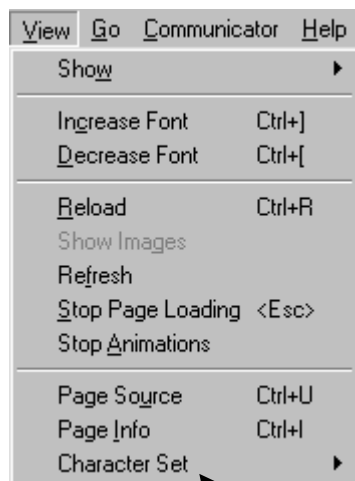 View Go Communicator Help
Show
Increase Font Ctrl+]
Decrease Font Ctrl+[
Reload Ctrl+R
Show Images
Refresh
Stop Page Loading <Esc>
Stop Animations
Page Source Ctrl+U
Page Info Ctrl+I
Character Set